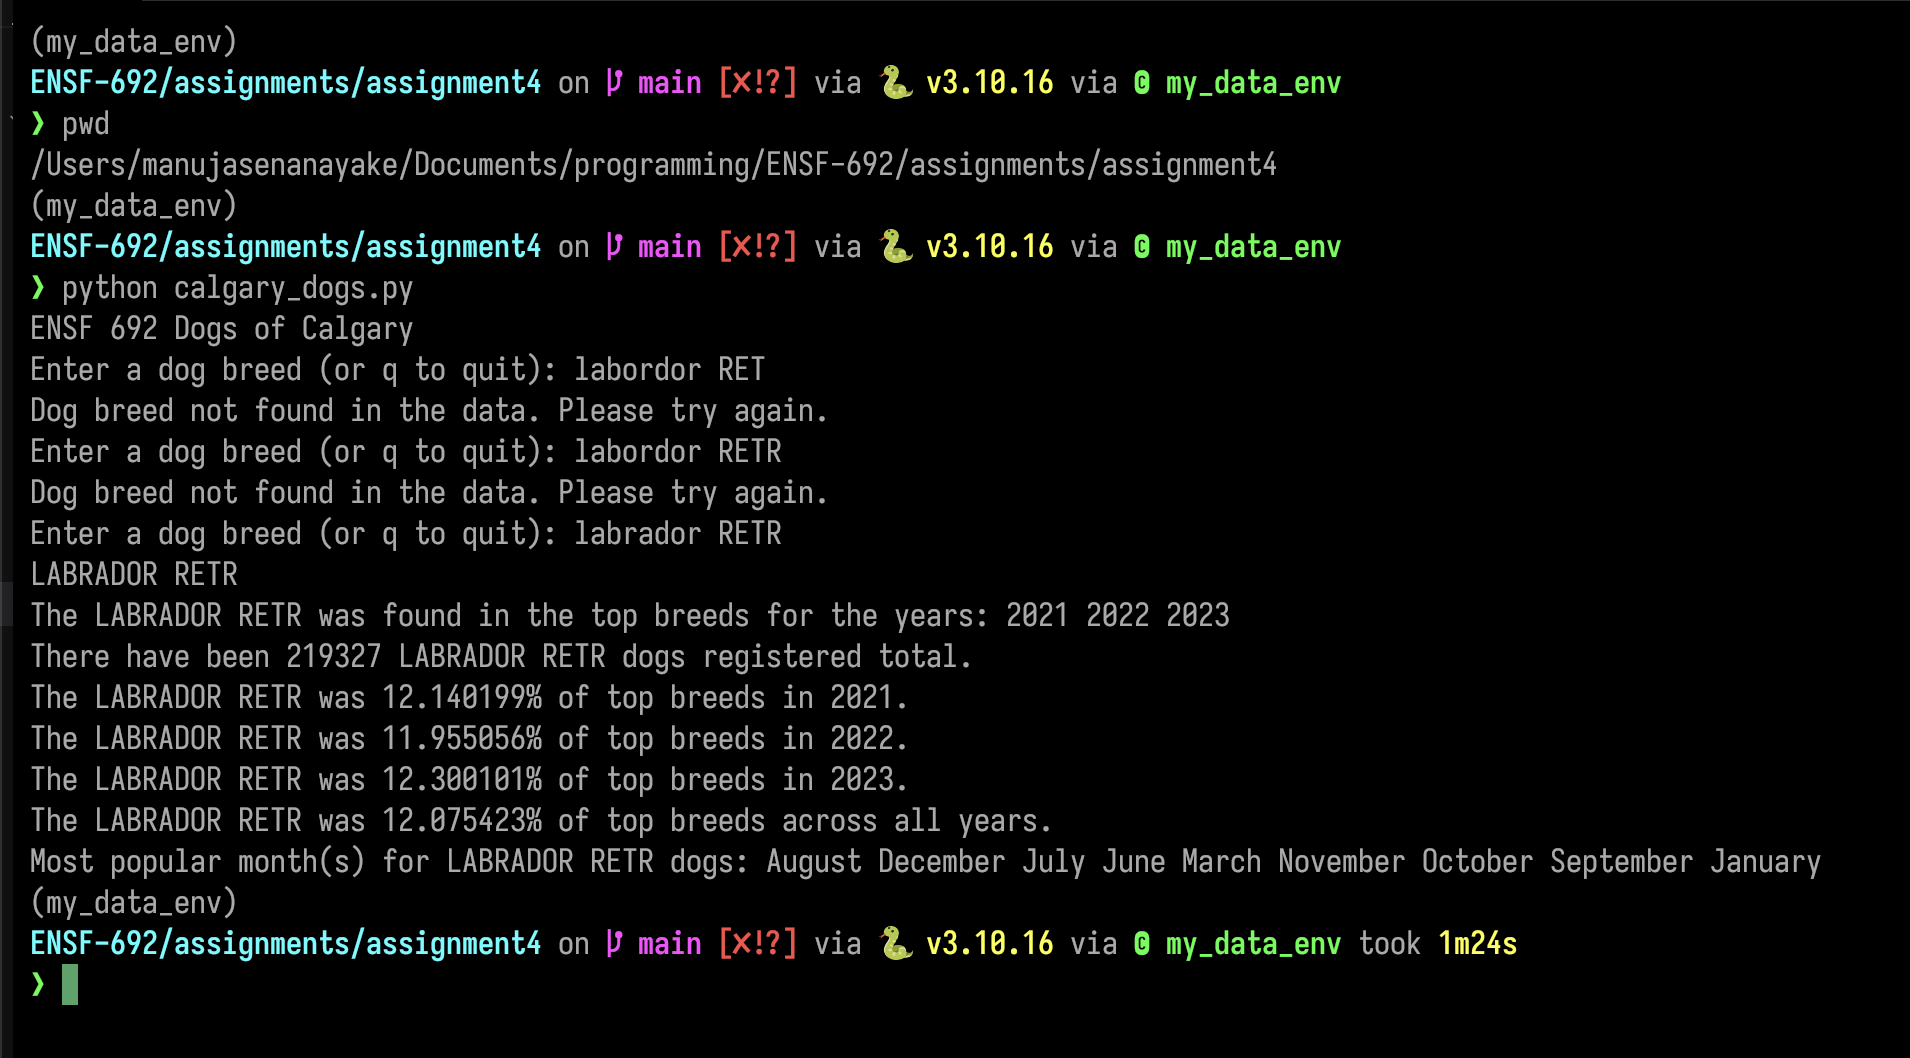 (my_data_env)
ENSF-692/assignments/assignment4 on main [✗!?] via 🐍 v3.10.16 via 🅒 my_data_env
❯ pwd
/Users/manujasenanayake/Documents/programming/ENSF-692/assignments/assignment4
(my_data_env)
ENSF-692/assignments/assignment4 on main [✗!?] via 🐍 v3.10.16 via 🅒 my_data_env
❯ python calgary_dogs.py
ENSF 692 Dogs of Calgary
Enter a dog breed (or q to quit): labordor RET
Dog breed not found in the data. Please try again.
Enter a dog breed (or q to quit): labordor RETR
Dog breed not found in the data. Please try again.
Enter a dog breed (or q to quit): labrador RETR
LABRADOR RETR
The LABRADOR RETR was found in the top breeds for the years: 2021 2022 2023
There have been 219327 LABRADOR RETR dogs registered total.
The LABRADOR RETR was 12.140199% of top breeds in 2021.
The LABRADOR RETR was 11.955056% of top breeds in 2022.
The LABRADOR RETR was 12.300101% of top breeds in 2023.
The LABRADOR RETR was 12.075423% of top breeds across all years.
Most popular month(s) for LABRADOR RETR dogs: August December July June March November October September January
(my_data_env)
ENSF-692/assignments/assignment4 on main [✗!?] via 🐍 v3.10.16 via 🅒 my_data_env took 1m24s
❯